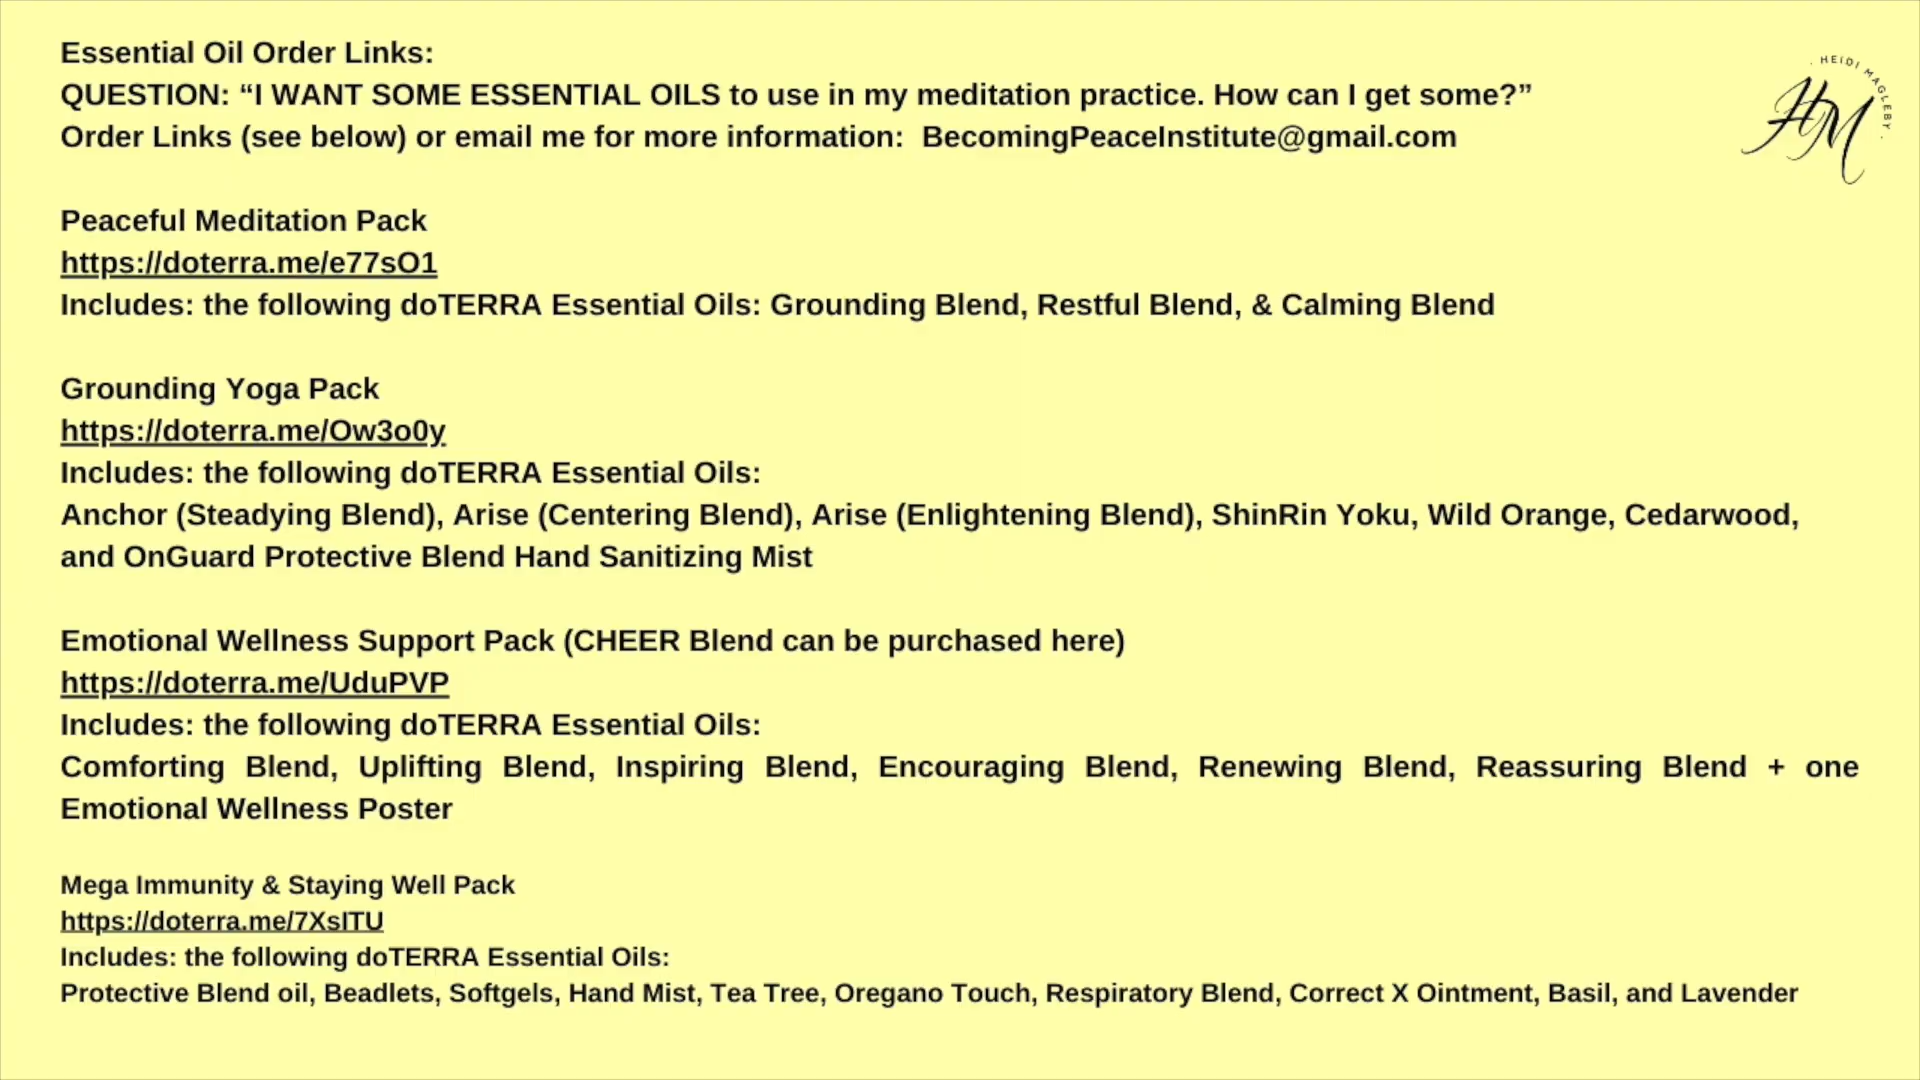 Essential Oil Order Links:
QUESTION: “I WANT SOME ESSENTIAL OILS to use in my meditation practice. How can I get some?”
Order Links (see below) or email me for more information:  BecomingPeaceInstitute@gmail.com
· HEIDI MAGLEBY ·
HM
Peaceful Meditation Pack
https://doterra.me/e77sO1
Includes: the following doTERRA Essential Oils: Grounding Blend, Restful Blend, & Calming Blend
Grounding Yoga Pack
https://doterra.me/Ow3o0y
Includes: the following doTERRA Essential Oils:
Anchor (Steadying Blend), Arise (Centering Blend), Arise (Enlightening Blend), ShinRin Yoku, Wild Orange, Cedarwood,
and OnGuard Protective Blend Hand Sanitizing Mist
Emotional Wellness Support Pack (CHEER Blend can be purchased here)
https://doterra.me/UduPVP
Includes: the following doTERRA Essential Oils:
Comforting Blend, Uplifting Blend, Inspiring Blend, Encouraging Blend, Renewing Blend, Reassuring Blend + one
Emotional Wellness Poster
Mega Immunity & Staying Well Pack
https://doterra.me/7XsITU
Includes: the following doTERRA Essential Oils:
Protective Blend oil, Beadlets, Softgels, Hand Mist, Tea Tree, Oregano Touch, Respiratory Blend, Correct X Ointment, Basil, and Lavender